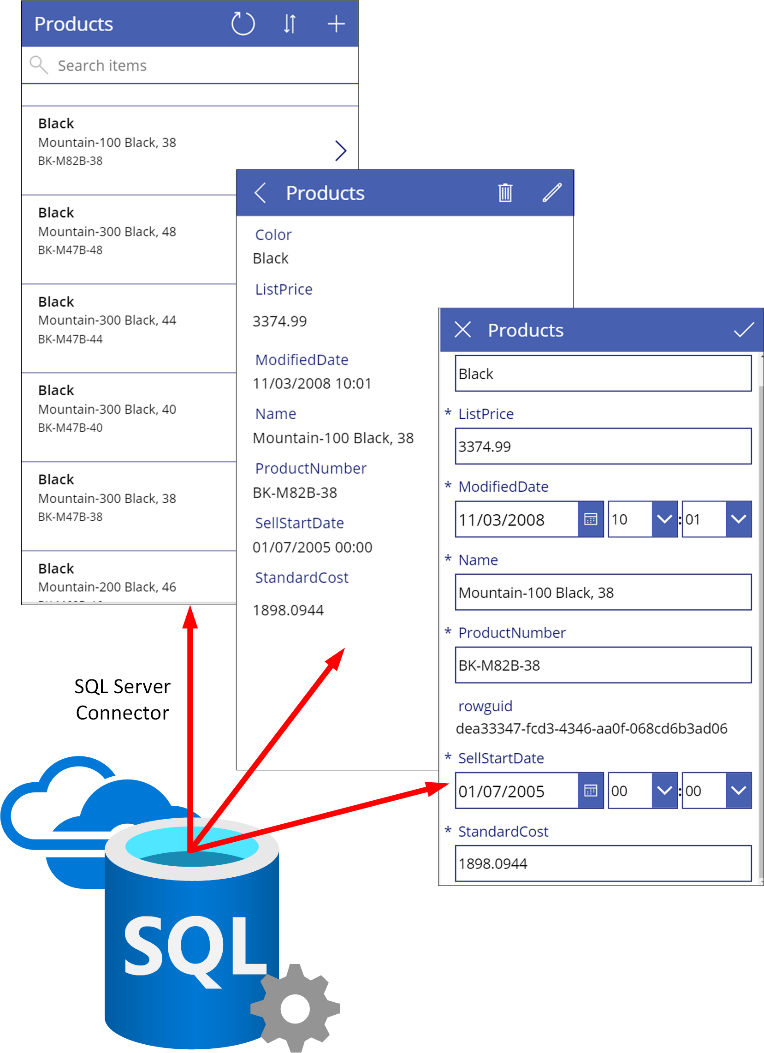 Products
Search items
Black
Mountain-100 Black, 38
BK-M82B-38
Black
Mountain-300 Black, 48
BK-M47B-48
Black
Mountain-300 Black, 44
BK-M47B-44
Black
Mountain-300 Black, 40
BK-M47B-40
Black
Mountain-300 Black, 38
BK-M47B-38
Black
Mountain-200 Black, 46
Products
Color
Black
ListPrice
3374.99
ModifiedDate
11/03/2008 10:01
Name
Mountain-100 Black, 38
ProductNumber
BK-M82B-38
SellStartDate
01/07/2005 00:00
StandardCost
1898.0944
Products
Black
* ListPrice
3374.99
* ModifiedDate
11/03/2008 10 : 01
* Name
Mountain-100 Black, 38
* ProductNumber
BK-M82B-38
rowguid
dea33347-fcd3-4346-aa0f-068cd6b3ad06
* SellStartDate
01/07/2005 00 : 00
* StandardCost
1898.0944
SQL Server
Connector
SQL